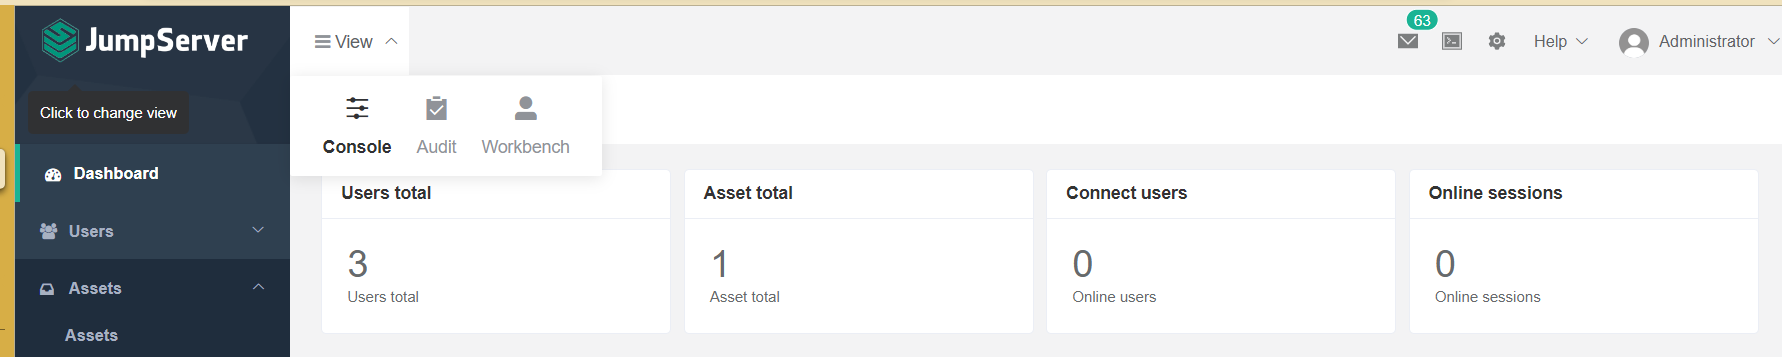 JumpServer
View
63
Help
Administrator
Click to change view
Console
Audit
Workbench
Dashboard
Users
Assets
Assets
Users total
3
Users total
Asset total
1
Asset total
Connect users
0
Online users
Online sessions
0
Online sessions